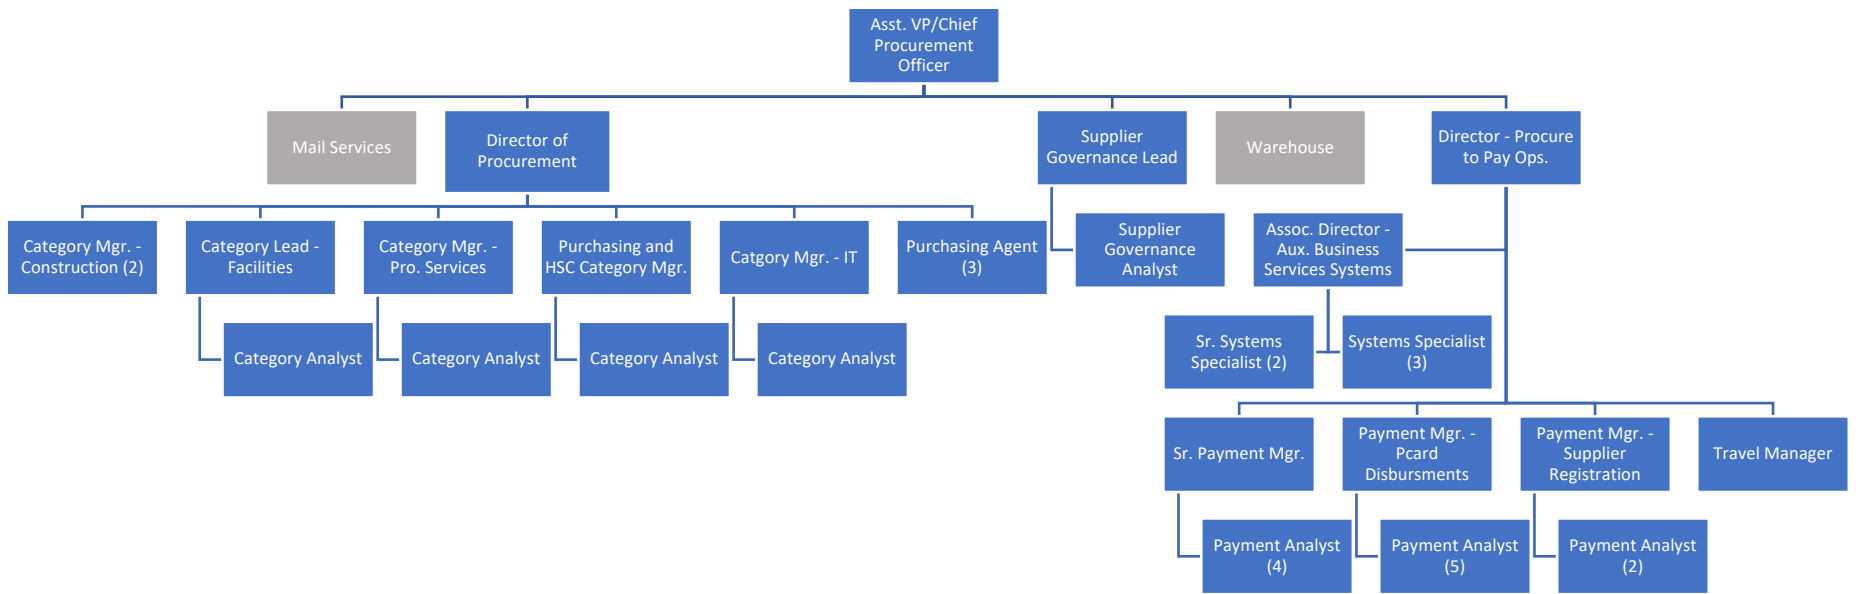 Asst. VP/Chief
Procurement
Officer
Mail Services
Director of
Procurement
Supplier
Governance Lead
Warehouse
Director - Procure
to Pay Ops.
Category Mgr. -
Construction (2)
Category Lead -
Facilities
Category Mgr. -
Pro. Services
Purchasing and
HSC Category Mgr.
Catgory Mgr. - IT
Purchasing Agent
(3)
Supplier
Governance
Analyst
Assoc. Director -
Aux. Business
Services Systems
Category Analyst
Category Analyst
Category Analyst
Category Analyst
Sr. Systems
Specialist (2)
Systems Specialist
(3)
Sr. Payment Mgr.
Payment Mgr. -
Pcard
Disbursments
Payment Mgr. -
Supplier
Registration
Travel Manager
Payment Analyst
(4)
Payment Analyst
(5)
Payment Analyst
(2)